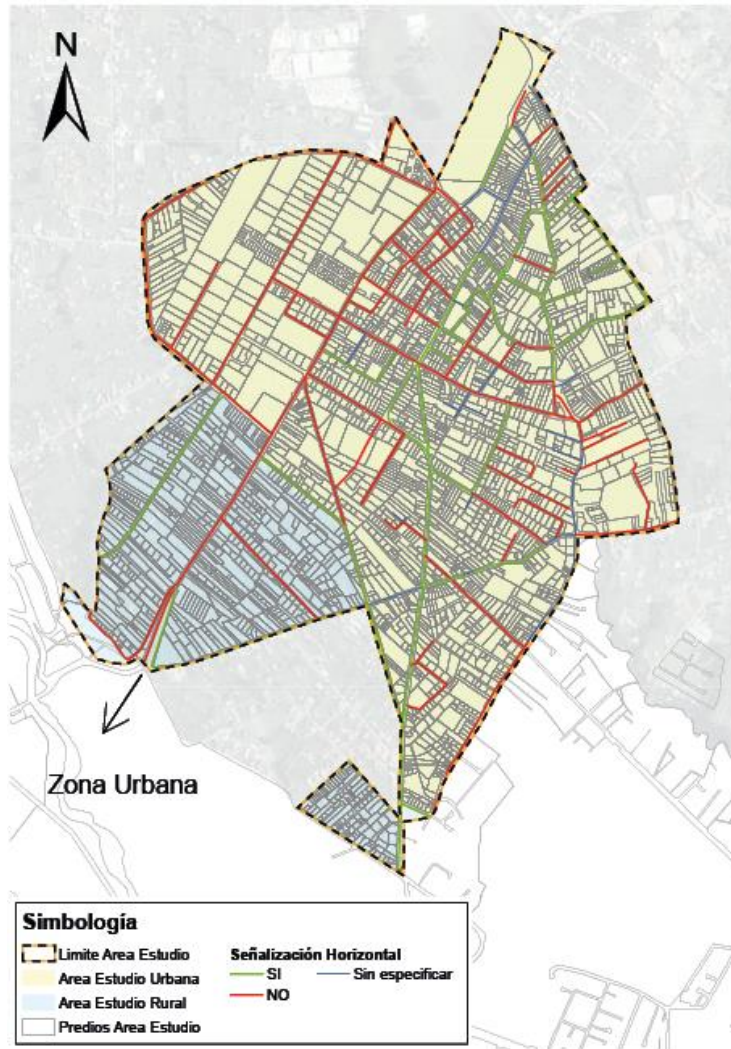 N
Zona Urbana
Simbología
Limite Area Estudio
Area Estudio Urbana
Area Estudio Rural
Predios Area Estudio
Señalización Horizontal
SI
Sin especificar
NO